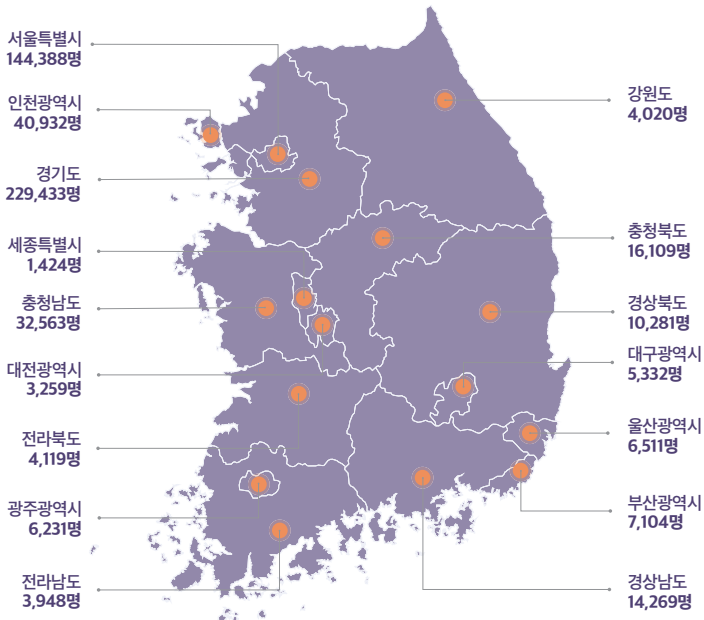 서울특별시
144,388명
인천광역시
40,932명
경기도
229,433명
세종특별시
1,424명
충청남도
32,563명
대전광역시
3,259명
전라북도
4,119명
광주광역시
6,231명
전라남도
3,948명
강원도
4,020명
충청북도
16,109명
경상북도
10,281명
대구광역시
5,332명
울산광역시
6,511명
부산광역시
7,104명
경상남도
14,269명